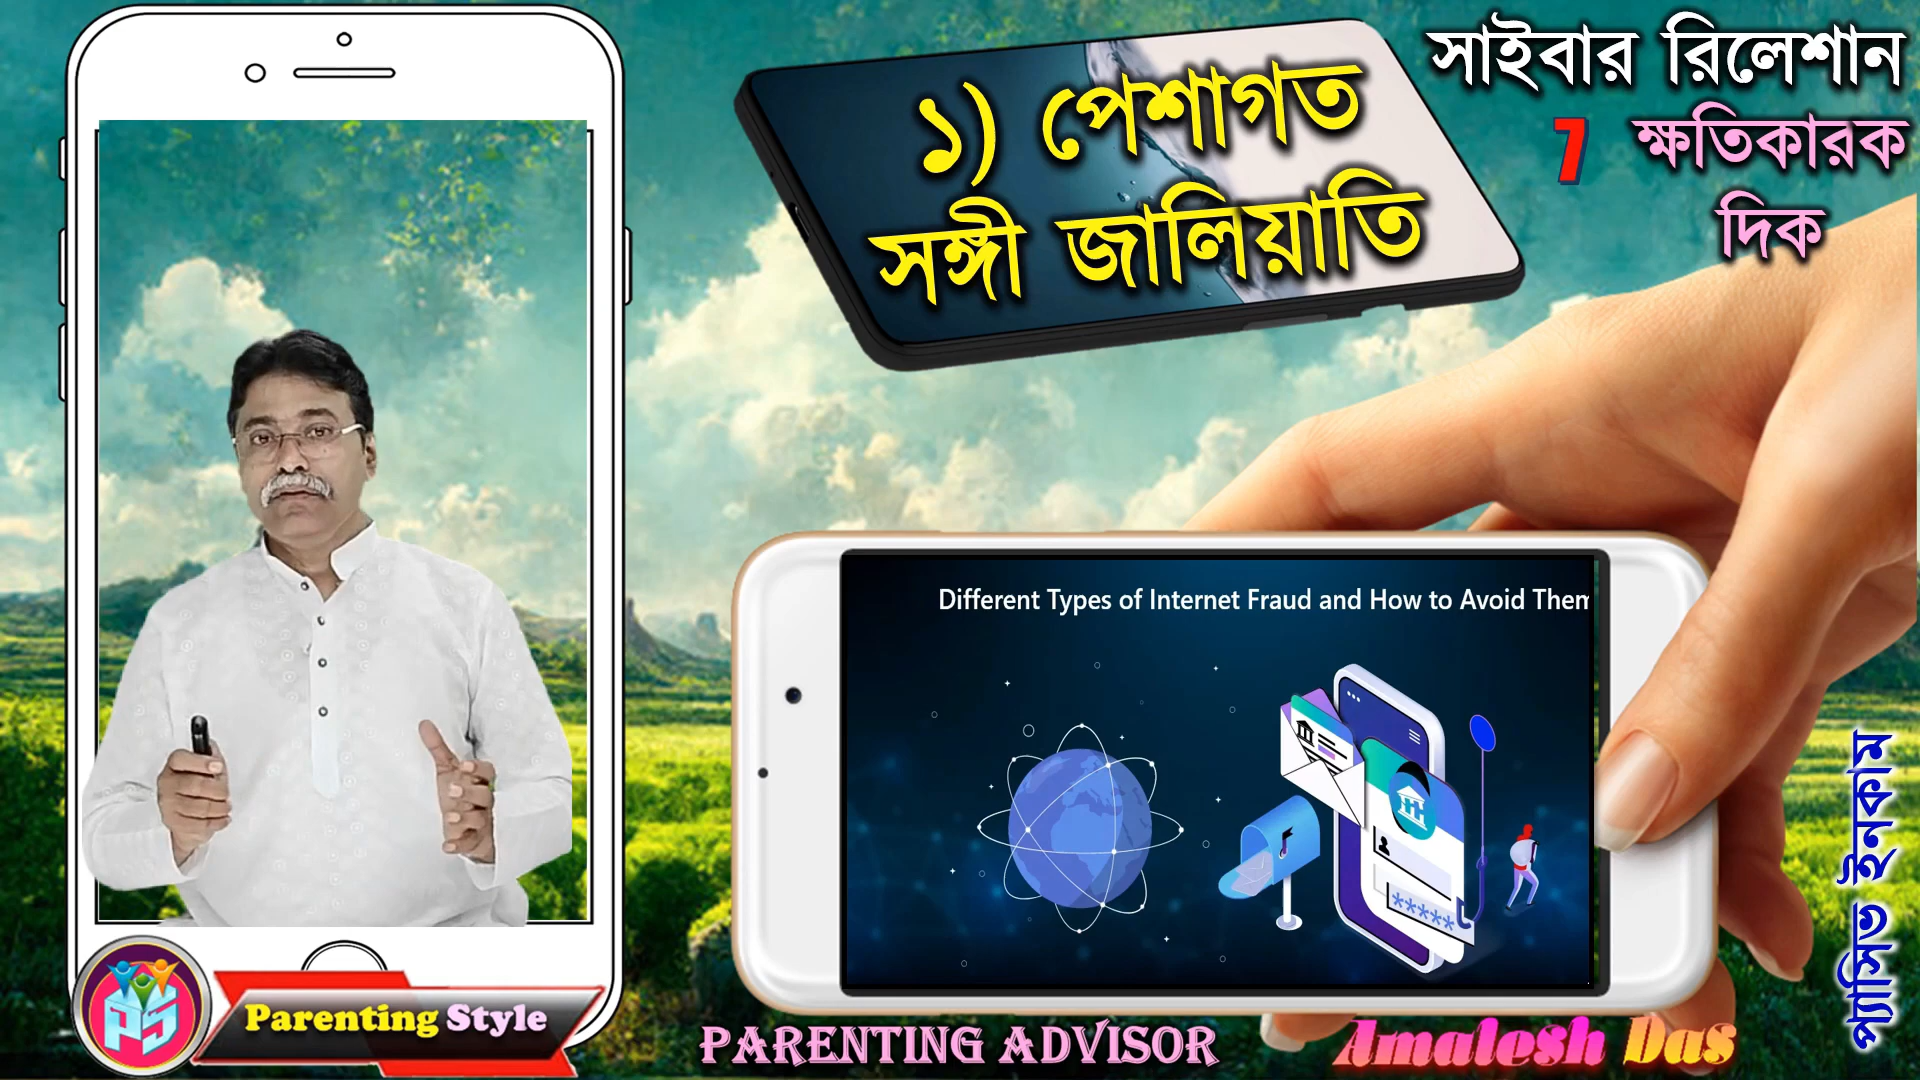 সাইবার রিলেশান
7 ক্ষতিকারক
দিক
১) পেশাগত
সঙ্গী জালিয়াতি
Different Types of Internet Fraud and How to Avoid Them
*****
প্যাসিভ ইনকাম
PS
Parenting Style
PARENTING ADVISOR
Amalesh Das